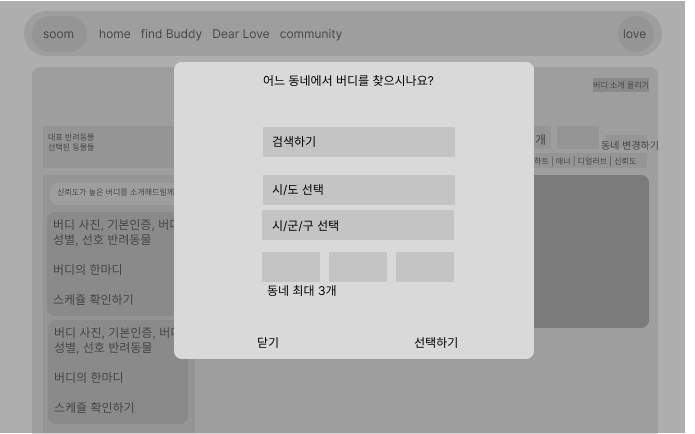 soom home find Buddy Dear Love community love
버디 소개 올리기
어느 동네에서 버디를 찾으시나요?
대표 반려동물
선택된 동물들
검색하기
개
동네 변경하기
하트 | 매너 | 디얼러브 | 신뢰도
신뢰도가 높은 버디를 소개해드릴께
시/도 선택
시/군/구 선택
버디 사진, 기본인증, 버디
성별, 선호 반려동물
버디의 한마디
스케쥴 확인하기
동네 최대 3개
닫기
선택하기
버디 사진, 기본인증, 버디
성별, 선호 반려동물
버디의 한마디
스케쥴 확인하기